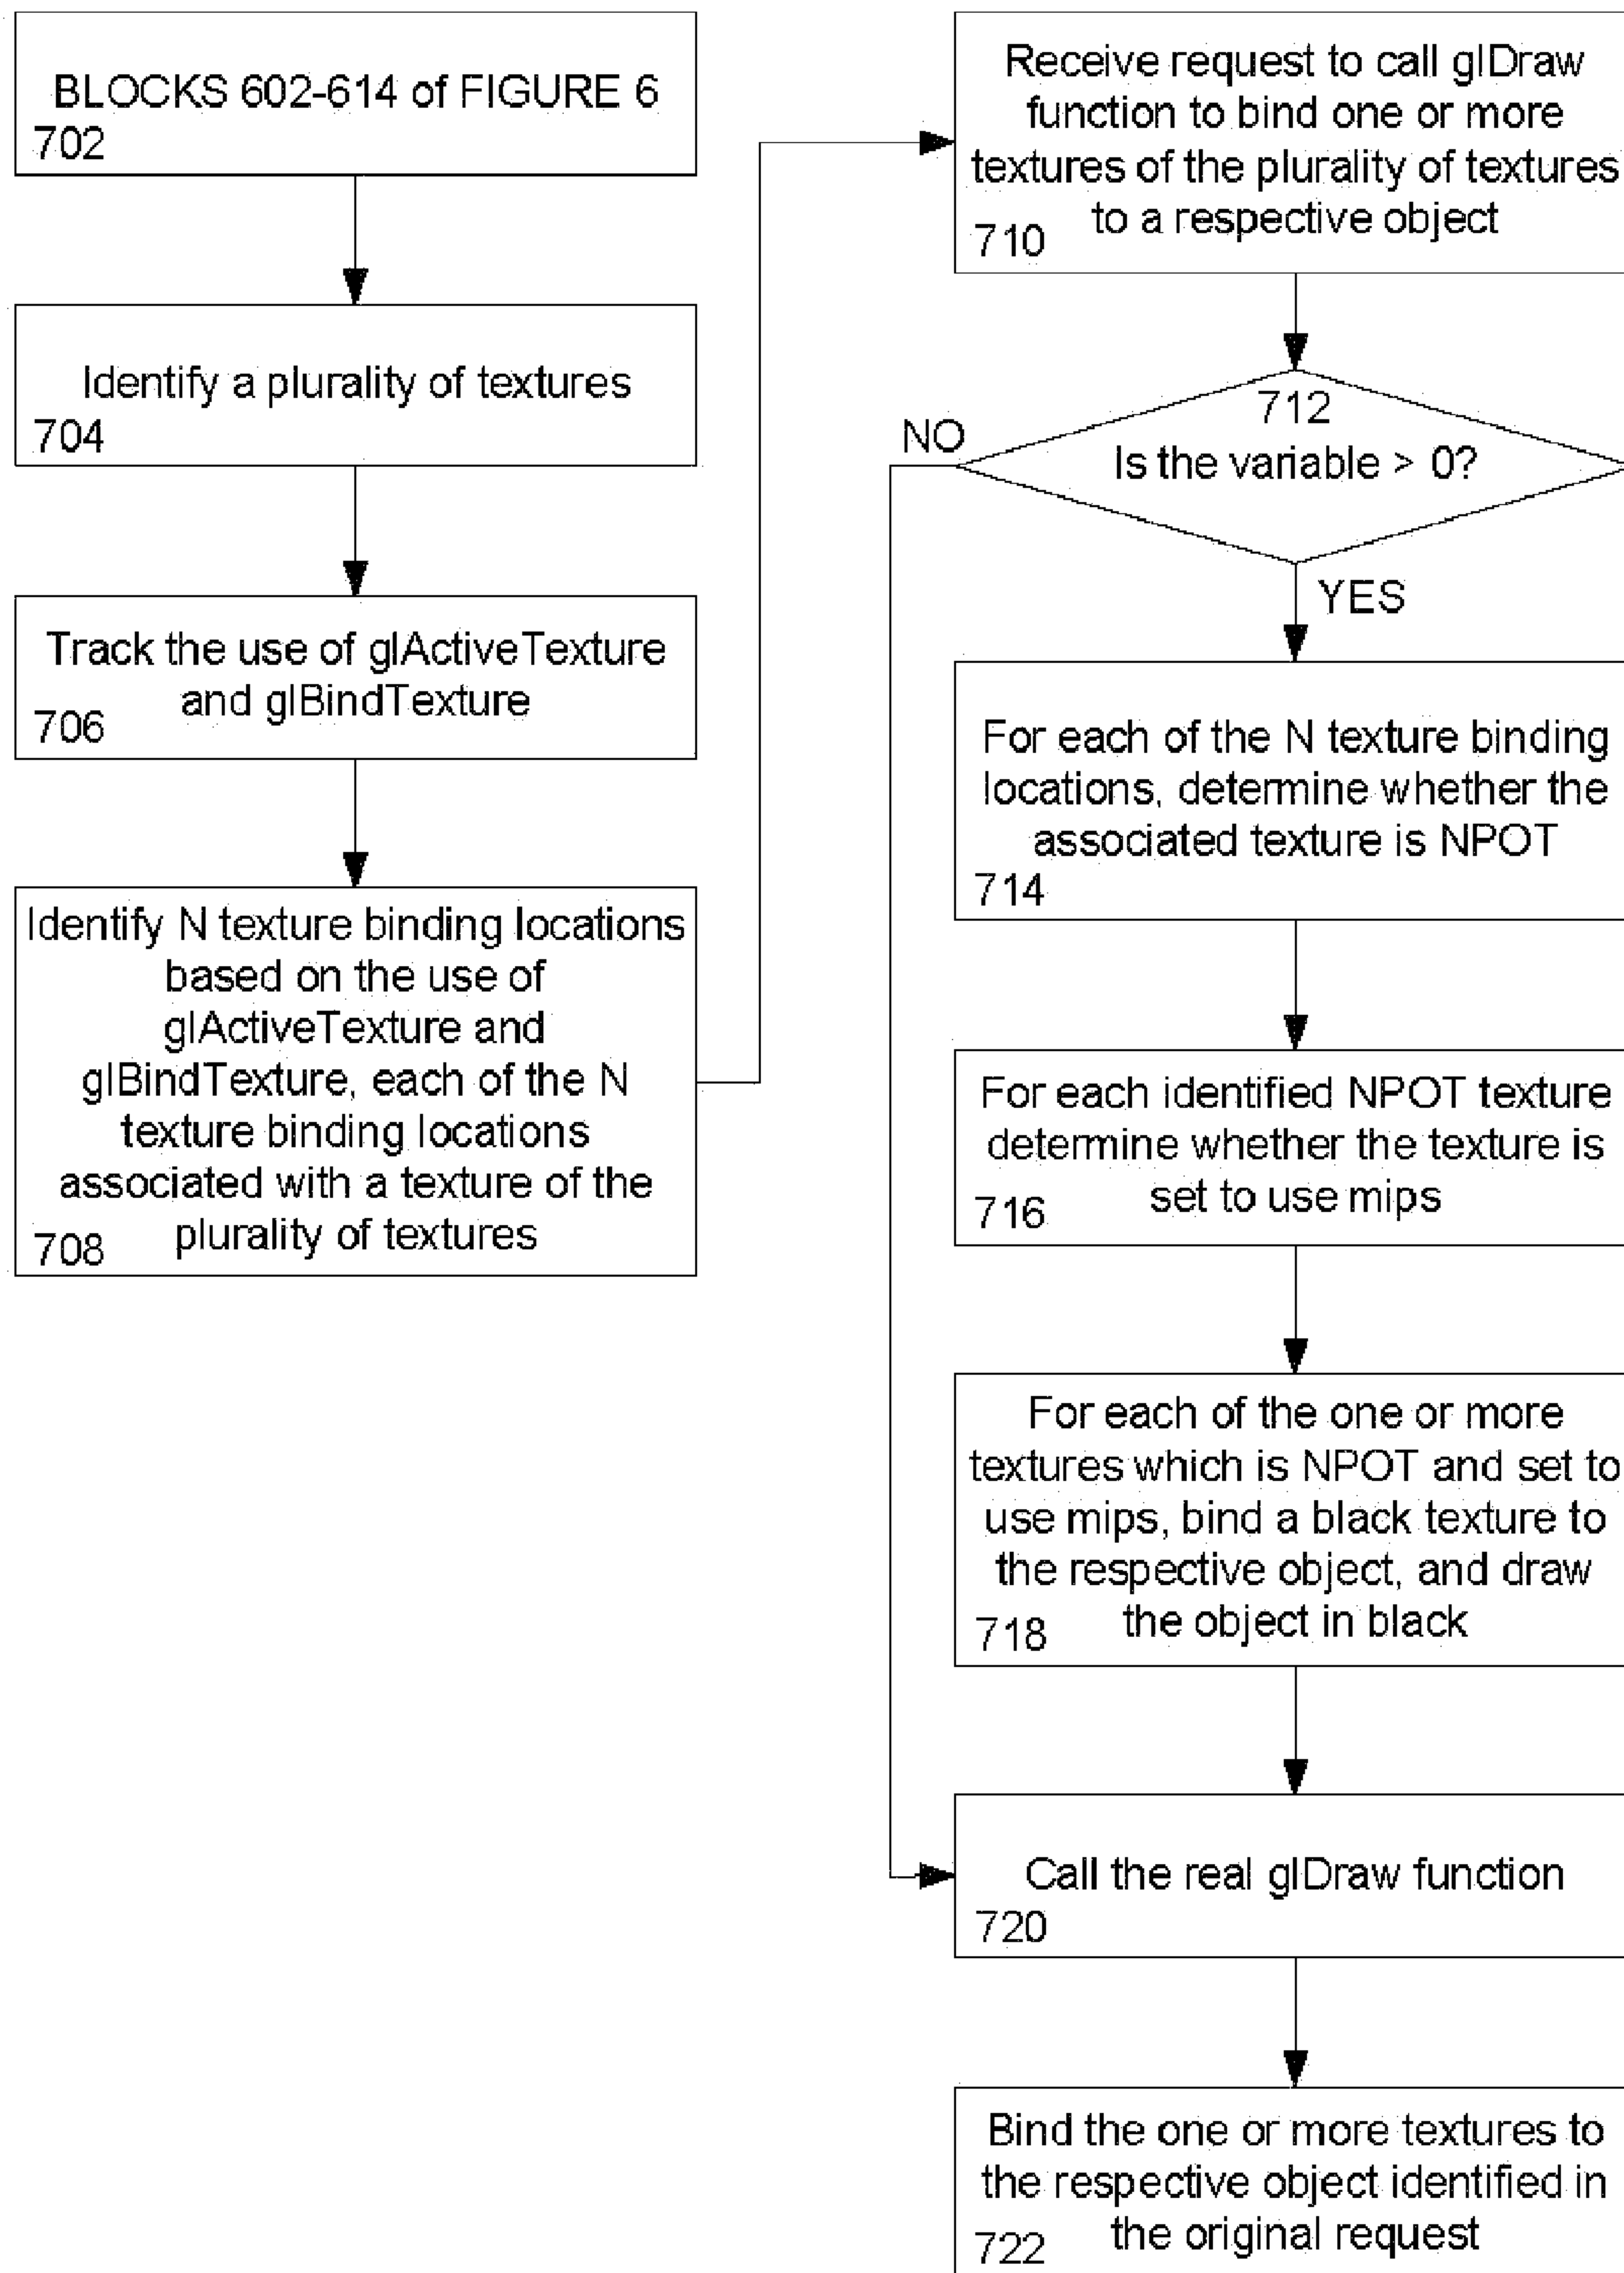 BLOCKS 602-614 of FIGURE 6
702
Identify a plurality of textures
704
Track the use of glActiveTexture
and glBindTexture
706
Identify N texture binding locations
based on the use of
glActiveTexture and
glBindTexture, each of the N
texture binding locations
associated with a texture of the
plurality of textures
708
Receive request to call glDraw
function to bind one or more
textures of the plurality of textures
to a respective object
710
712
Is the variable > 0?
NO
YES
For each of the N texture binding
locations, determine whether the
associated texture is NPOT
714
For each identified NPOT texture
determine whether the texture is
set to use mips
716
For each of the one or more
textures which is NPOT and set to
use mips, bind a black texture to
the respective object, and draw
the object in black
718
Call the real glDraw function
720
Bind the one or more textures to
the respective object identified in
the original request
722